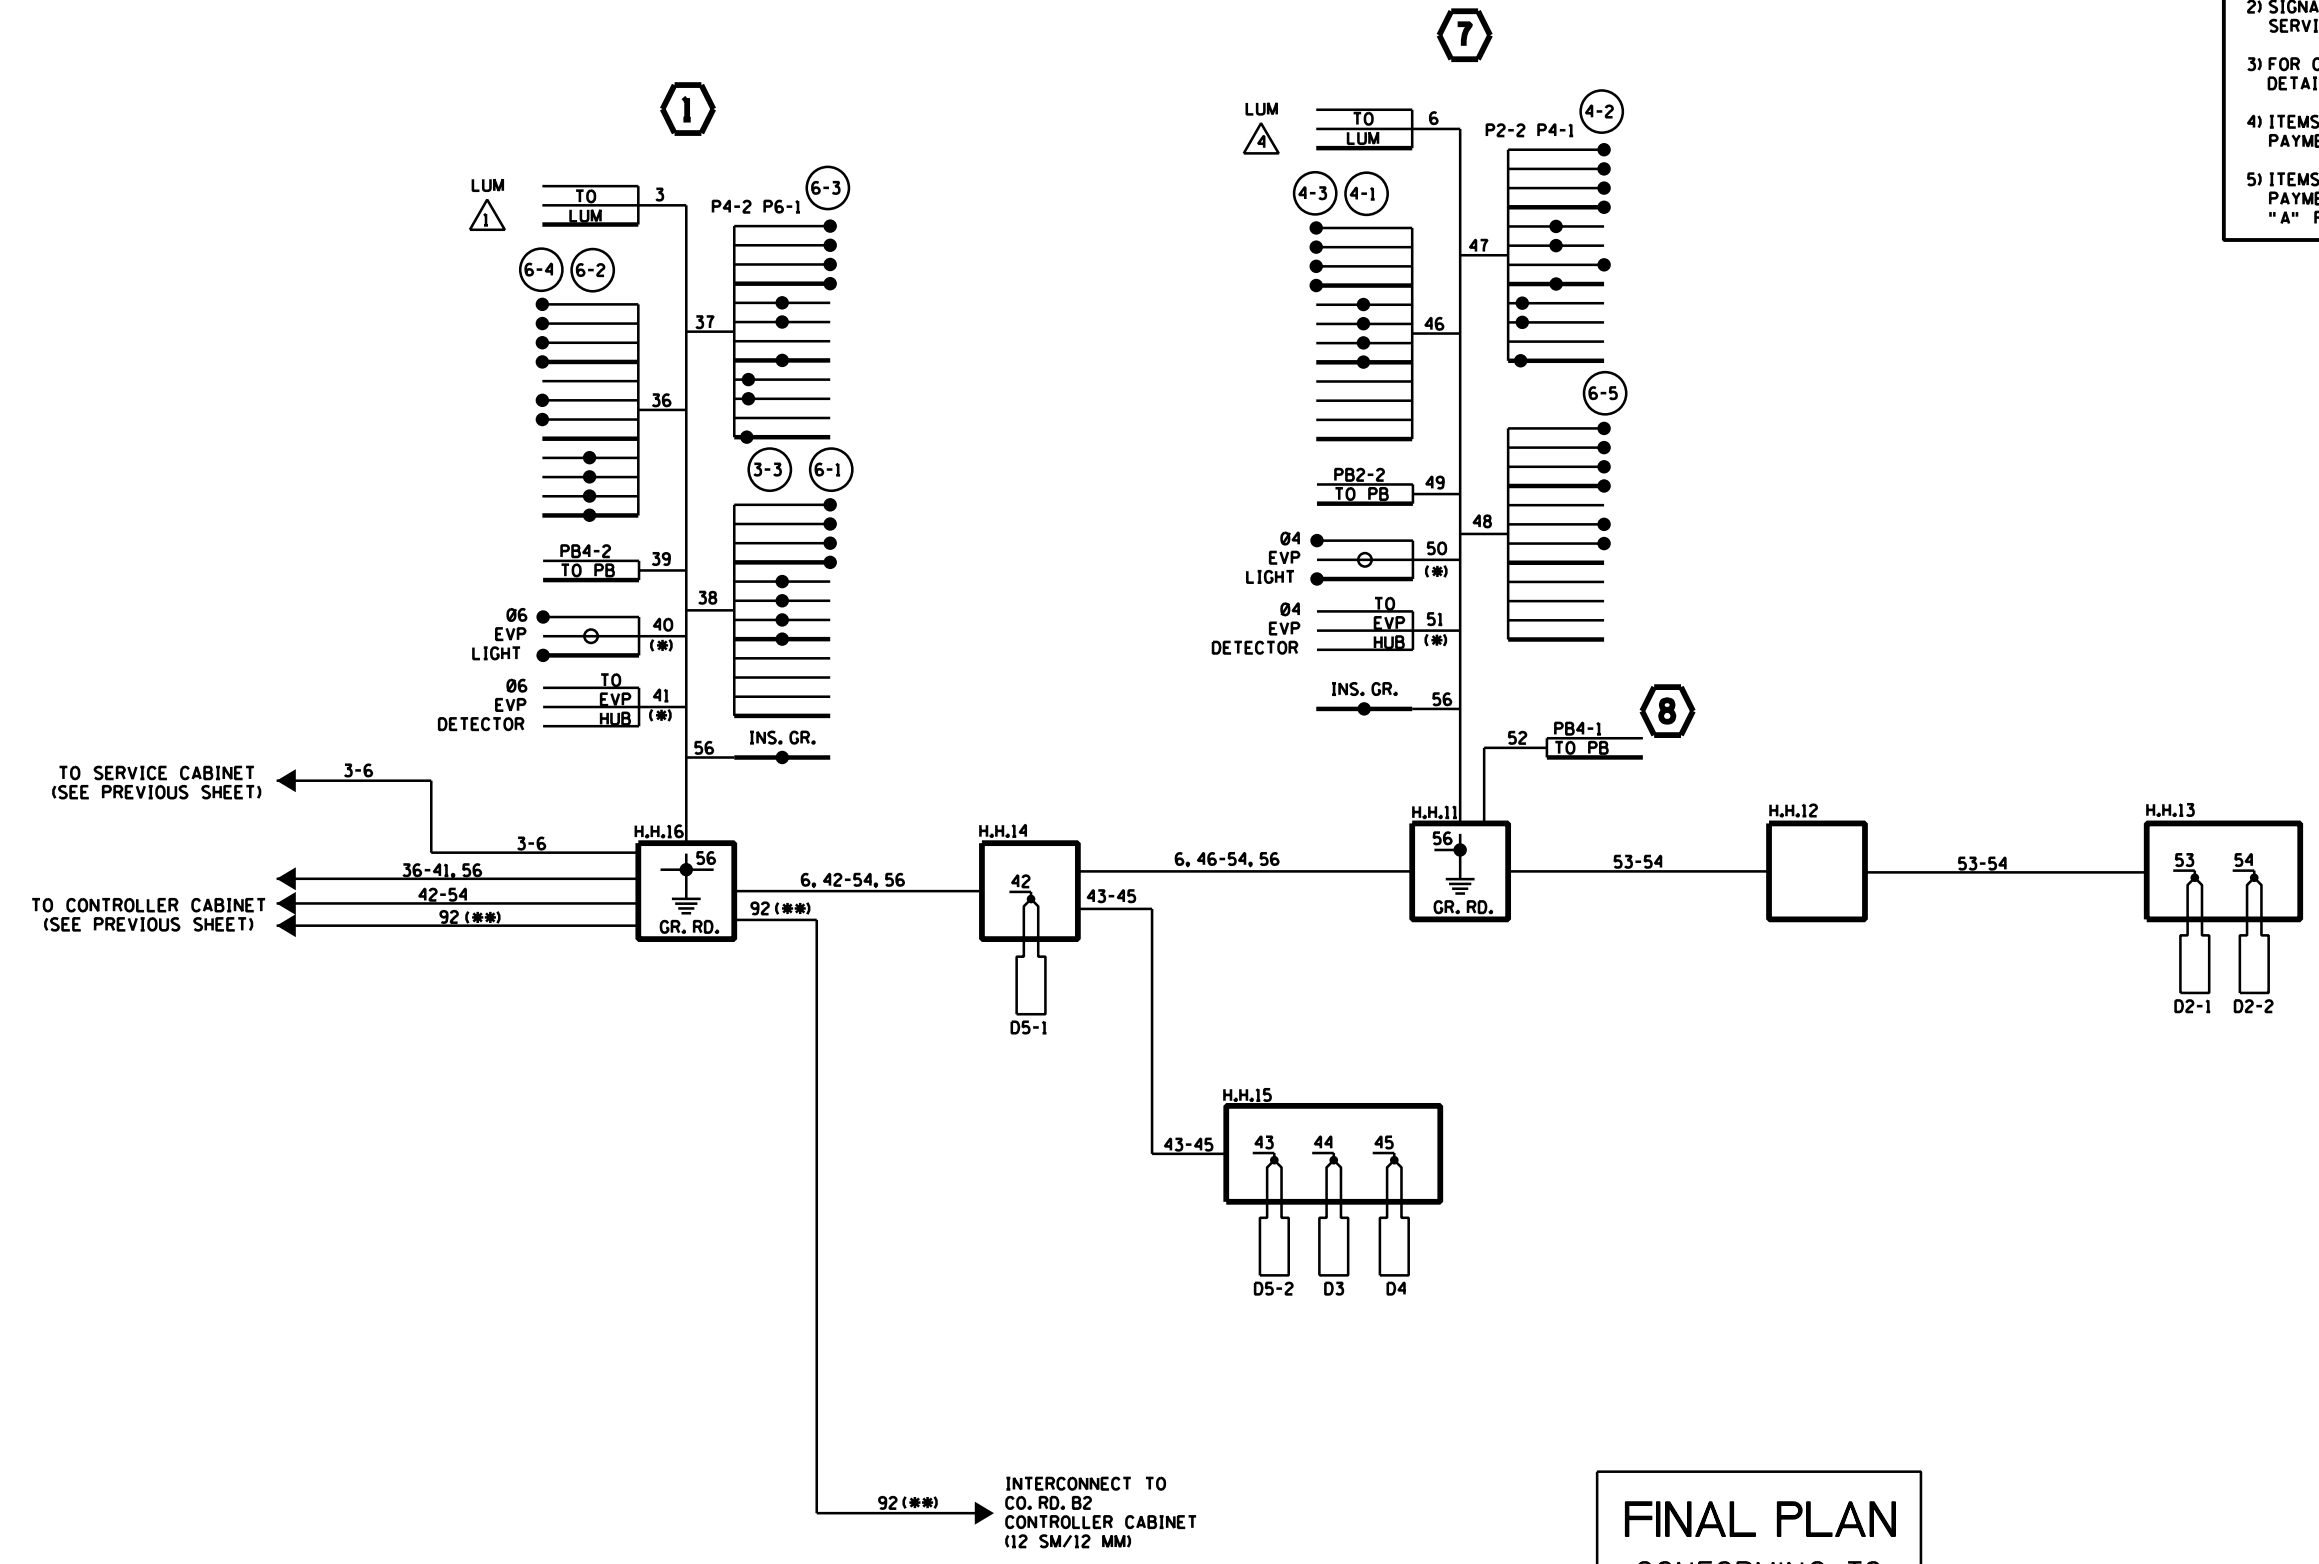 7
1
2) SIGNA
SERVI
3) FOR
DETAI
4) ITEMS
PAYME
5) ITEMS
PAYME
"A"
LUM
1
TO
LUM
3
P4-2 P6-1
6-3
6-4
6-2
37
36
3-3
6-1
PB4-2
TO PB
39
38
Ø6
EVP
LIGHT
40
(*)
Ø6
EVP
DETECTOR
TO
EVP
HUB
41
(*)
56
INS. GR.
LUM
4
TO
LUM
6
P2-2 P4-1
4-2
4-3
4-1
47
46
6-5
PB2-2
TO PB
49
48
Ø4
EVP
LIGHT
50
(*)
Ø4
EVP
DETECTOR
TO
EVP
HUB
51
(*)
INS. GR.
56
8
52
PB4-1
TO PB
TO SERVICE CABINET
(SEE PREVIOUS SHEET)
3-6
3-6
36-41, 56
42-54
92 (**)
TO CONTROLLER CABINET
(SEE PREVIOUS SHEET)
H.H.16
56
GR. RD.
6, 42-54, 56
92 (**)
H.H.14
42
D5-1
6, 46-54, 56
43-45
H.H.11
56
GR. RD.
53-54
H.H.12
53-54
H.H.13
53
54
D2-1
D2-2
H.H.15
43-45
43
44
45
D5-2
D3
D4
92 (**)
INTERCONNECT TO
CO. RD. B2
CONTROLLER CABINET
(12 SM/12 MM)
FINAL PLAN
CONFORMING TO